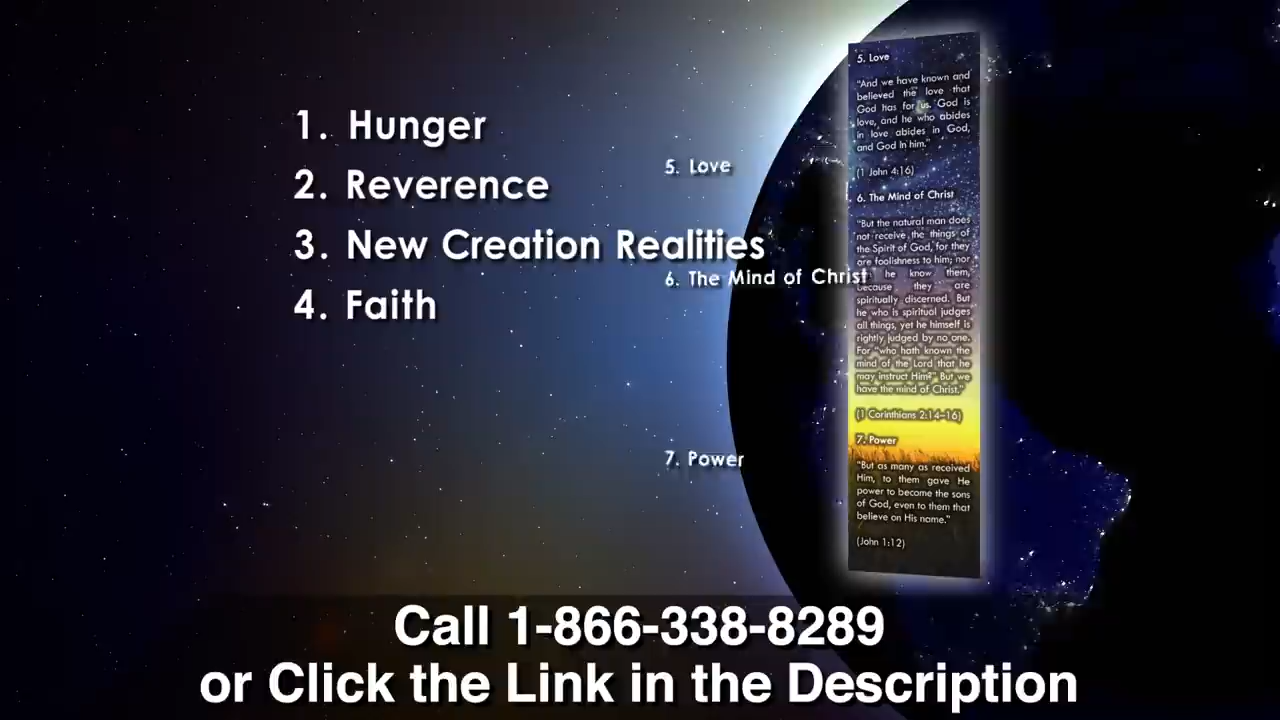 1. Hunger
2. Reverence
3. New Creation Realities
4. Faith
5. Love
6. The Mind of Christ
7. Power
5. Love
"And we have known and
believed the love that
God has for us. God is
love, and he who abides
in love abides in God,
and God in him."
(1 John 4:16)
6. The Mind of Christ
"But the natural man does
not receive the things of
the Spirit of God, for they
are foolishness to him; nor
he know them,
because they are
spiritually discerned. But
he who is spiritual judges
all things, yet he himself is
rightly judged by no one.
For "who hath known the
mind of the Lord that he
may instruct Him?" But we
have the mind of Christ."
(1 Corinthians 2:14–16)
7. Power
"But as many as received
Him, to them gave He
power to become the sons
of God, even to them that
believe on His name."
(John 1:12)
Call 1-866-338-8289
or Click the Link in the Description